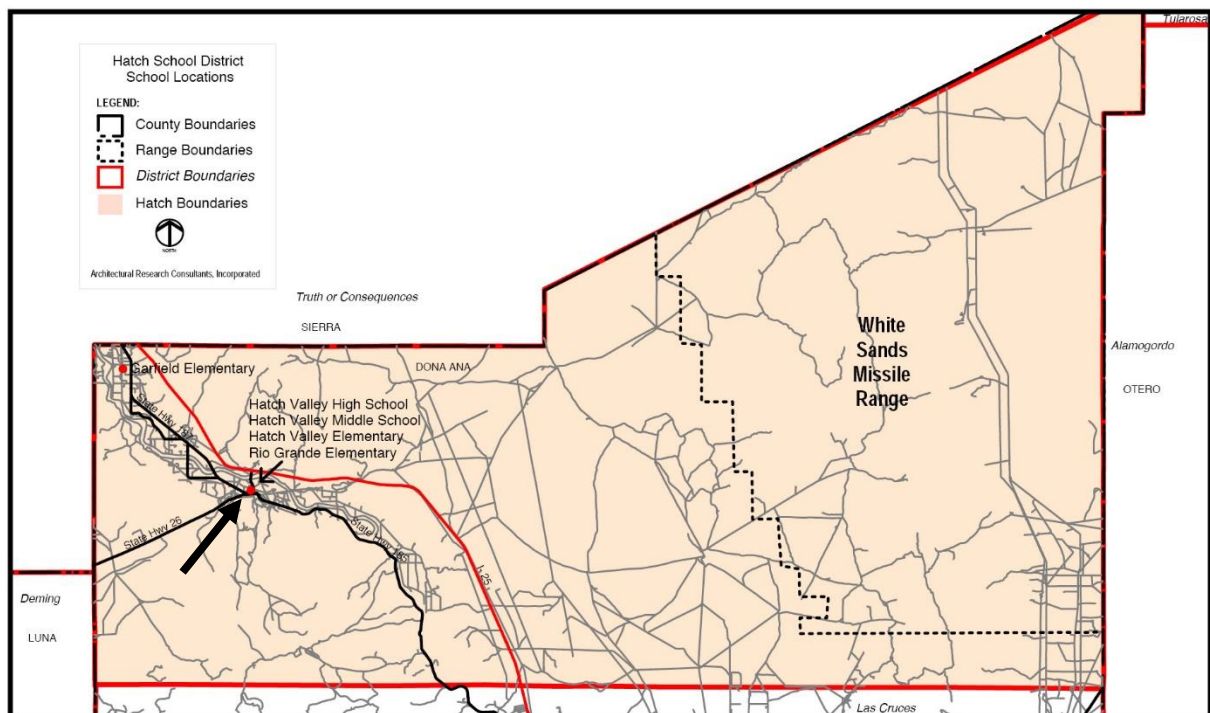 Hatch School District
School Locations
LEGEND:
County Boundaries
Range Boundaries
District Boundaries
Hatch Boundaries
NORTH
Architectural Research Consultants, Incorporated
Tularosa
Truth or Consequences
SIERRA
DONA ANA
White
Sands
Missile
Range
Alamogordo
OTERO
Garfield Elementary
State Hwy 187
Hatch Valley High School
Hatch Valley Middle School
Hatch Valley Elementary
Rio Grande Elementary
State Hwy 26
State Hwy 185
I-25
Deming
LUNA
Las Cruces